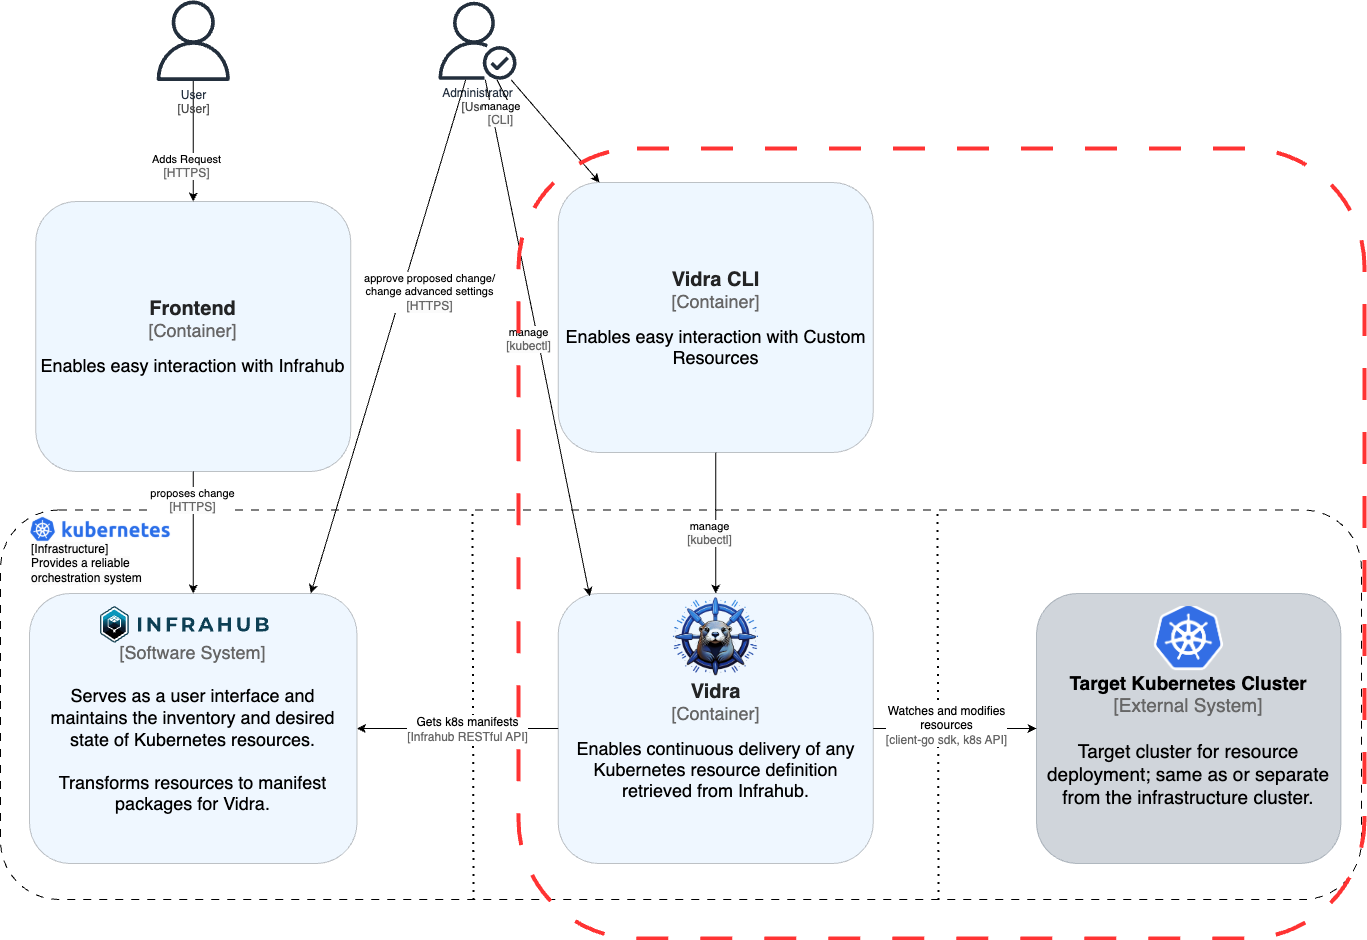 User
[User]
Administrator
[Us
manage
[CLI]
Adds Request
[HTTPS]
Frontend
[Container]
Enables easy interaction with Infrahub
approve proposed change/
change advanced settings
[HTTPS]
manage
[kubectl]
Vidra CLI
[Container]
Enables easy interaction with Custom
Resources
proposes change
[HTTPS]
manage
[kubectl]
kubernetes
[Infrastructure]
Provides a reliable
orchestration system
INFRAHUB
[Software System]
Serves as a user interface and
maintains the inventory and desired
state of Kubernetes resources.
Transforms resources to manifest
packages for Vidra.
Gets k8s manifests
[Infrahub RESTful API]
Vidra
[Container]
Enables continuous delivery of any
Kubernetes resource definition
retrieved from Infrahub.
Watches and modifies
resources
[client-go sdk, k8s API]
Target Kubernetes Cluster
[External System]
Target cluster for resource
deployment; same as or separate
from the infrastructure cluster.